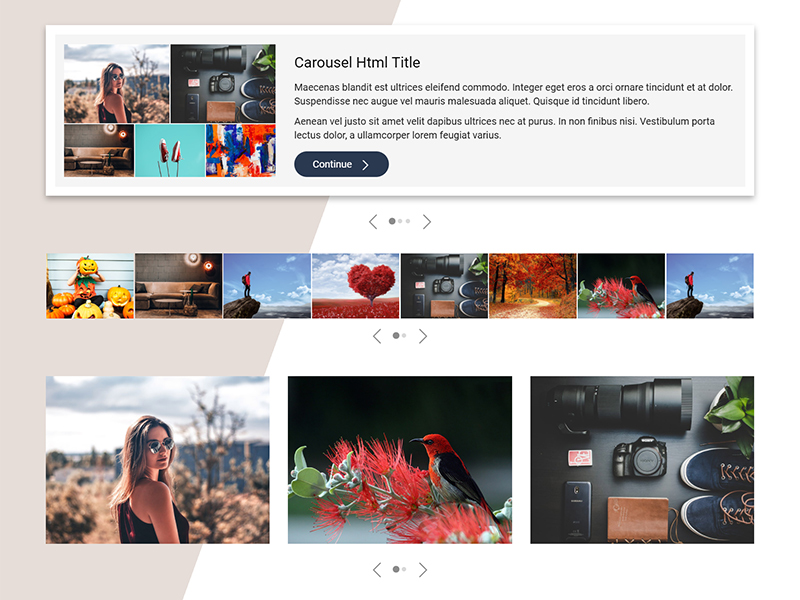 Carousel Html Title
Maecenas blandit est ultrices eleifend commodo. Integer eget eros a orci ornare tincidunt et at dolor.
Suspendisse nec augue vel mauris malesuada aliquet. Quisque id tincidunt libero.
Aenean vel justo sit amet velit dapibus ultrices nec at purus. In non finibus nisi. Vestibulum porta
lectus dolor, a ullamcorper lorem feugiat varius.
Continue